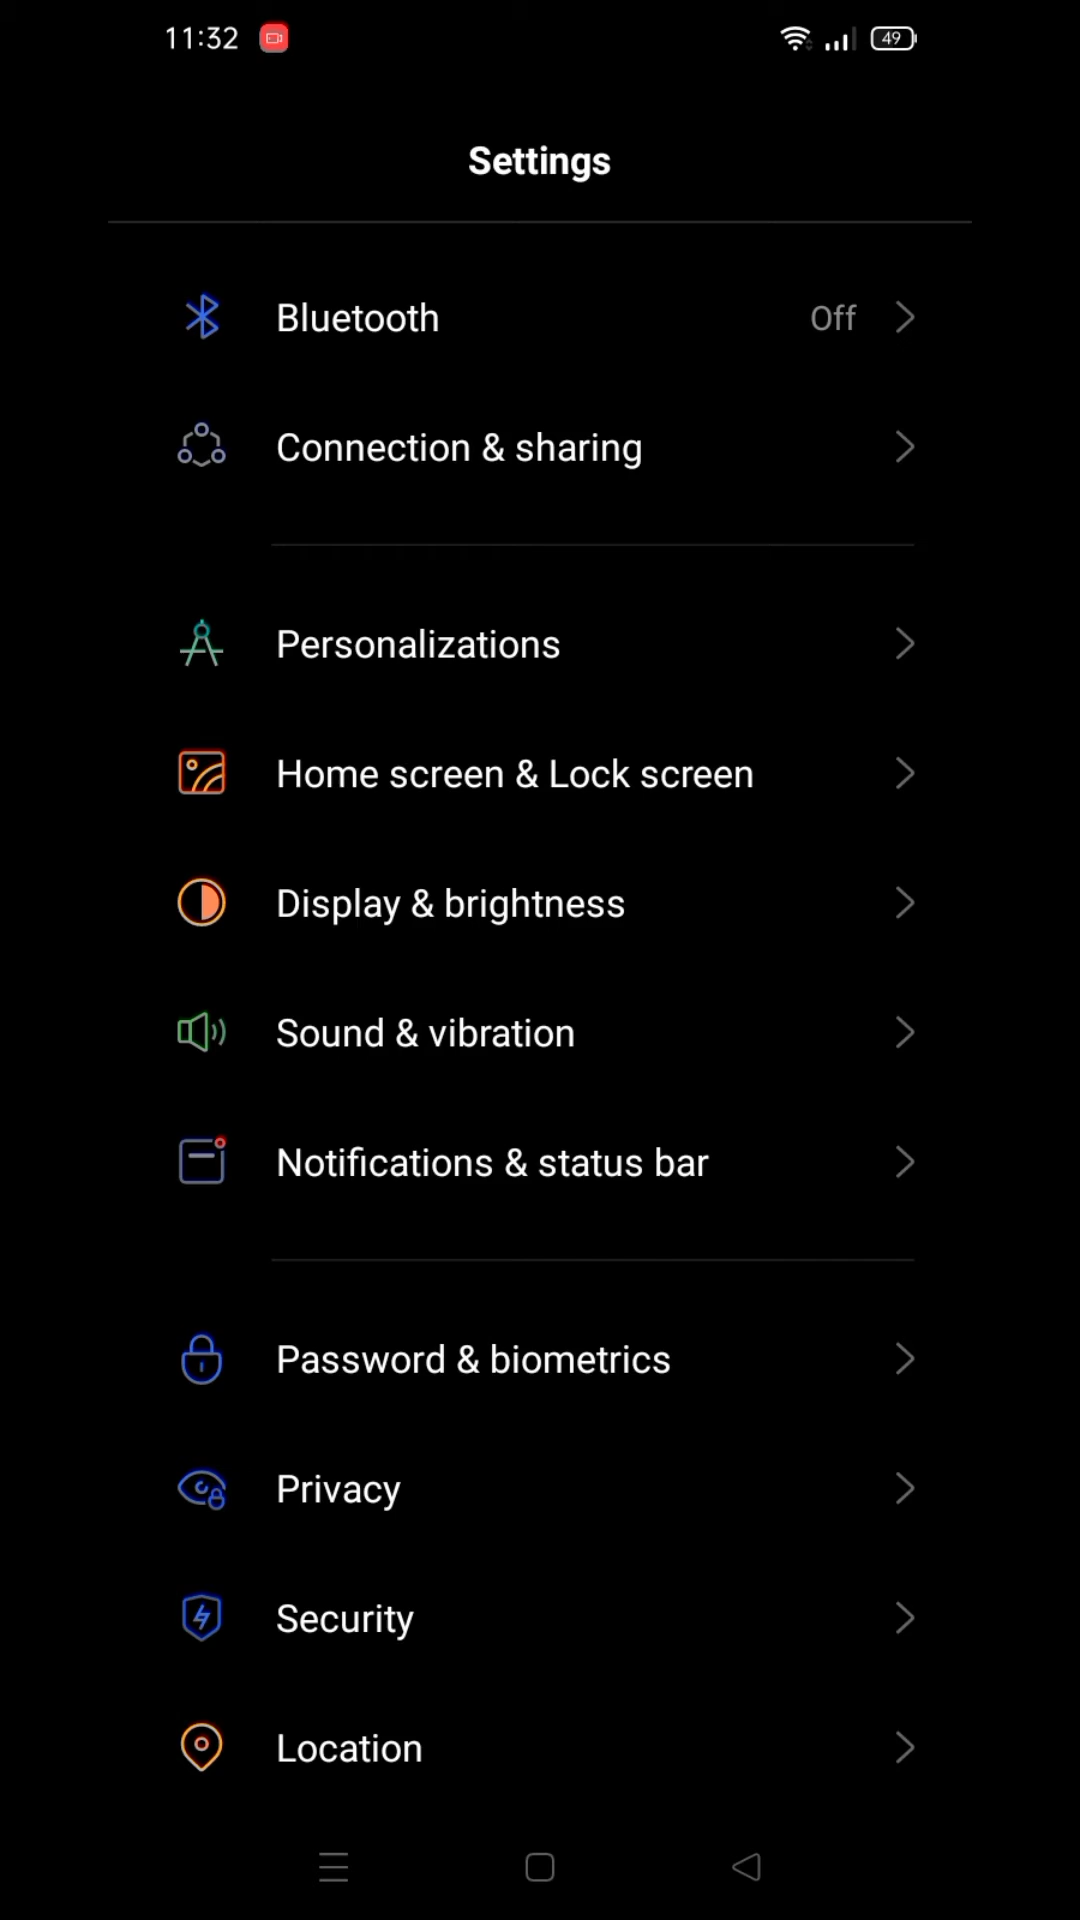 11:32 49
Settings
Bluetooth Off
Connection & sharing
Personalizations
Home screen & Lock screen
Display & brightness
Sound & vibration
Notifications & status bar
Password & biometrics
Privacy
Security
Location